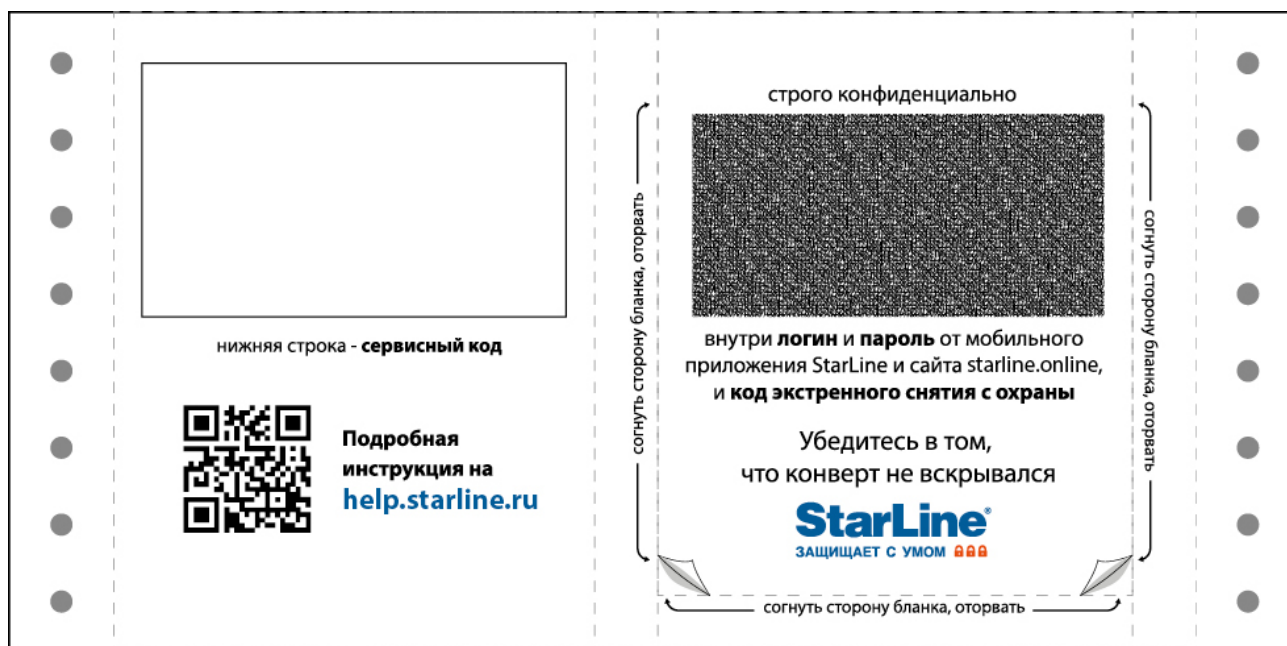 нижняя строка - сервисный код
Подробная
инструкция на
help.starline.ru
строго конфиденциально
согнуть сторону бланка, оторвать
внутри логин и пароль от мобильного
приложения StarLine и сайта starline.online,
и код экстренного снятия с охраны
Убедитесь в том,
что конверт не вскрывался
StarLine®
ЗАЩИЩАЕТ С УМОМ
согнуть сторону бланка, оторвать
согнуть сторону бланка, оторвать